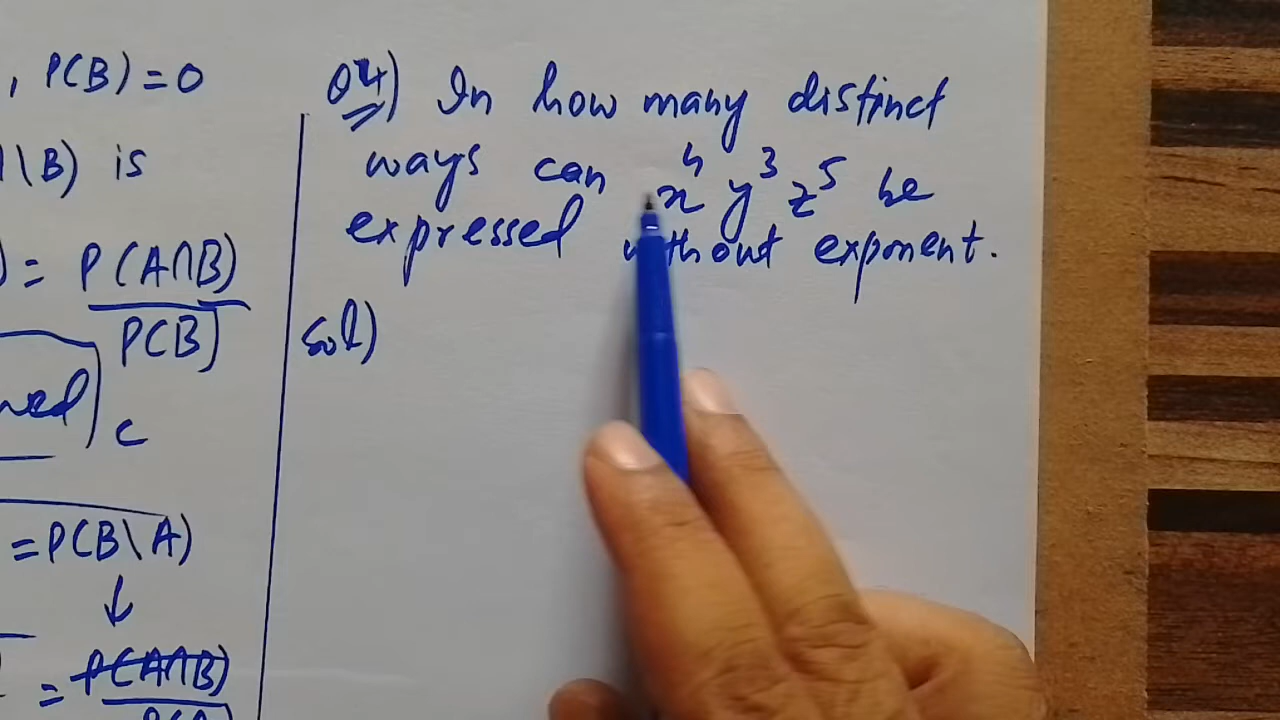 , P(B) = 0
A\B) is
) = P(A∩B)
P(B)
c
= P(B\A)
↓
= P(A∩B)
Q4) In how many distinct
ways can x⁴ y³ z⁵ be
expressed without exponent.
Sol)